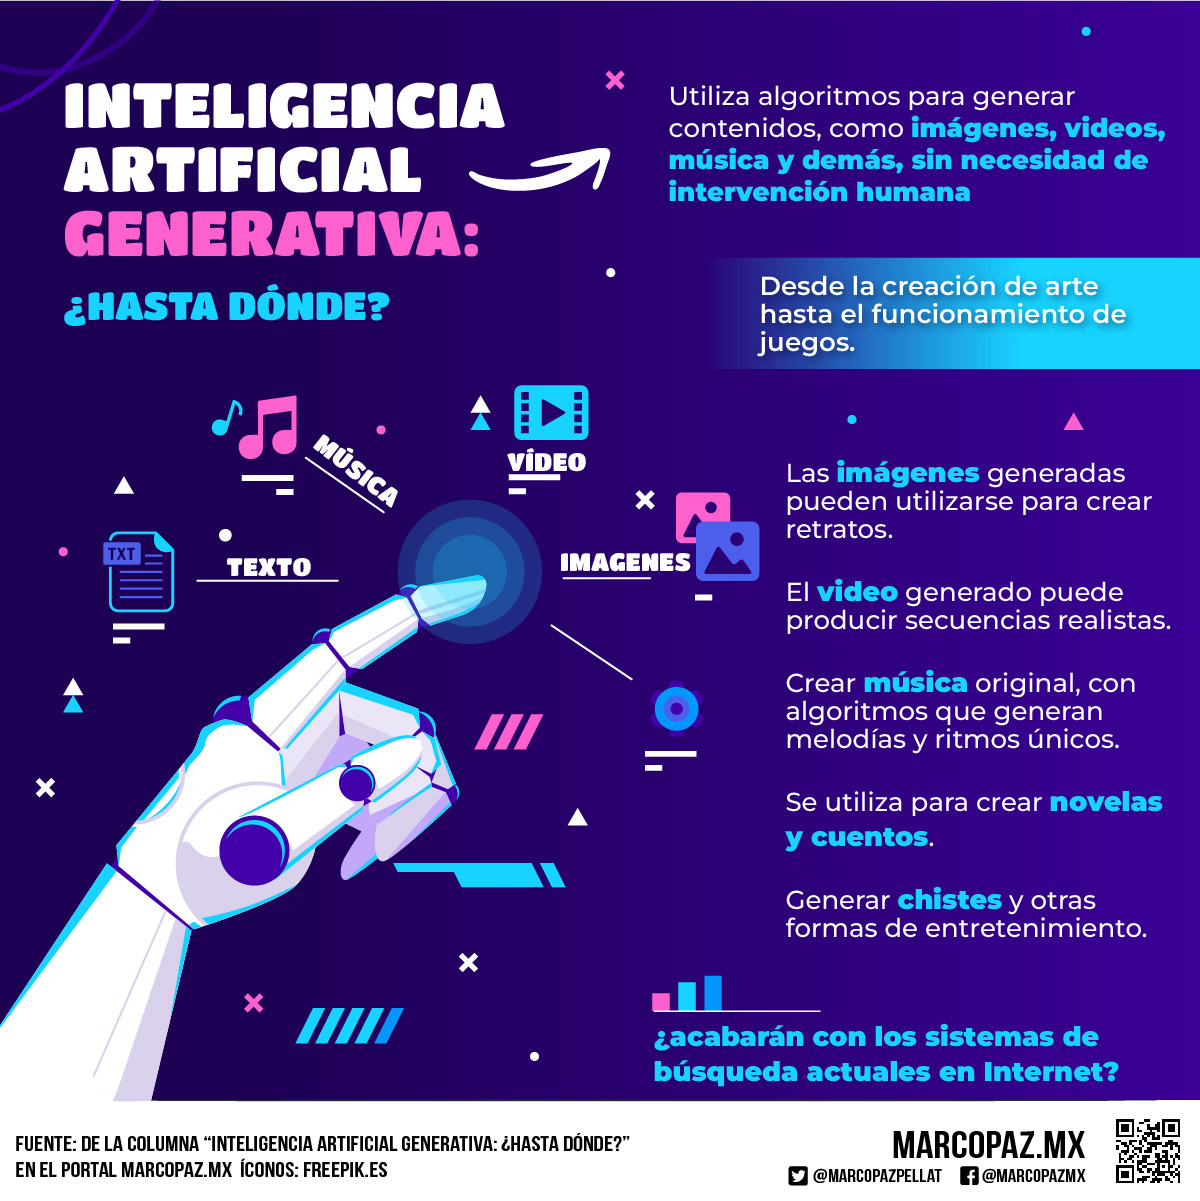 INTELIGENCIA
ARTIFICIAL
GENERATIVA:
¿HASTA DÓNDE?
Utiliza algoritmos para generar
contenidos, como imágenes, videos,
música y demás, sin necesidad de
intervención humana
Desde la creación de arte
hasta el funcionamiento de
juegos.
MÚSICA
VÍDEO
TXT
TEXTO
IMAGENES
Las imágenes generadas
pueden utilizarse para crear
retratos.
El video generado puede
producir secuencias realistas.
Crear música original, con
algoritmos que generan
melodías y ritmos únicos.
Se utiliza para crear novelas
y cuentos.
Generar chistes y otras
formas de entretenimiento.
¿acabarán con los sistemas de
búsqueda actuales en Internet?
FUENTE: DE LA COLUMNA “INTELIGENCIA ARTIFICIAL GENERATIVA: ¿HASTA DÓNDE?”
EN EL PORTAL MARCOPAZ.MX ÍCONOS: FREEPIK.ES
MARCOPAZ.MX
@MARCOPAZPELLAT @MARCOPAZMX